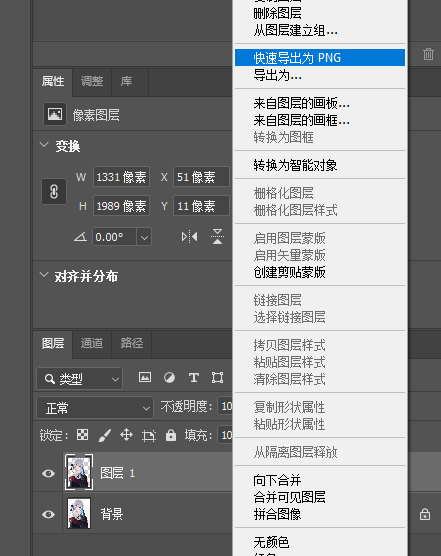 删除图层
从图层建立组...
快速导出为 PNG
导出为...
来自图层的画板...
来自图层的画框...
转换为图框
转换为智能对象
栅格化图层
栅格化图层样式
启用图层蒙版
启用矢量蒙版
创建剪贴蒙版
链接图层
选择链接图层
拷贝图层样式
粘贴图层样式
清除图层样式
复制形状属性
粘贴形状属性
从隔离图层释放
向下合并
合并可见图层
拼合图像
无颜色
属性 调整 库
像素图层
变换
W 1331 像素 X 51 像素
H 1989 像素 Y 11 像素
0.00°
对齐并分布
图层 通道 路径
类型
正常 不透明度: 10
锁定: 填充: 10
图层 1
背景